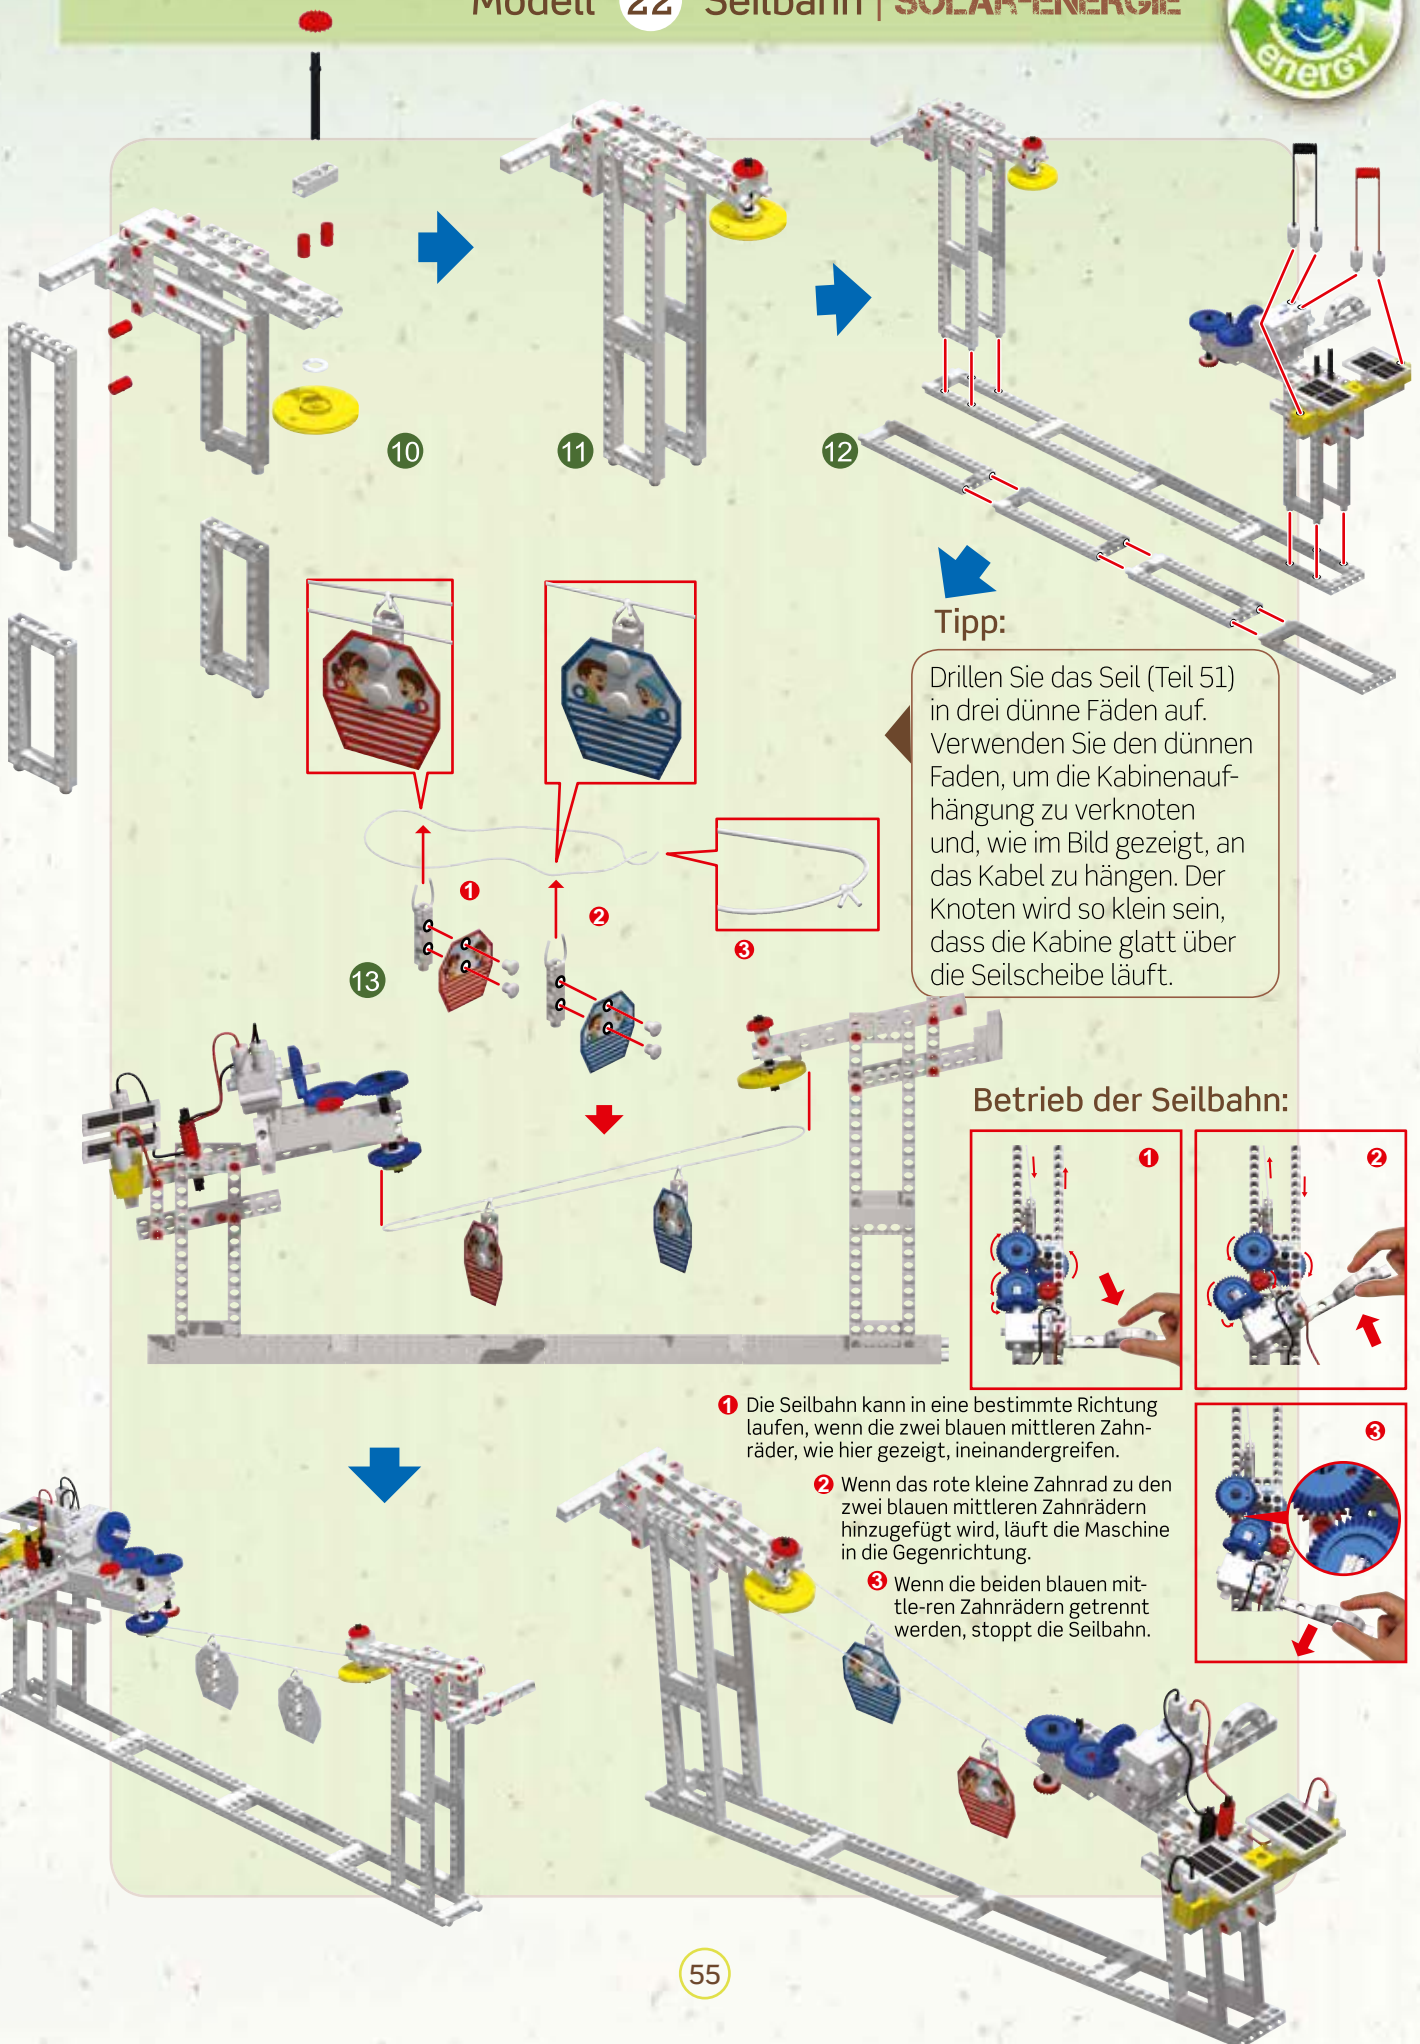 Modell 22 Seilbahn | SOLAR-ENERGIE
energy
10
11
12
Tipp:
Drillen Sie das Seil (Teil 51)
in drei dünne Fäden auf.
Verwenden Sie den dünnen
Faden, um die Kabinenauf-
hängung zu verknoten
und, wie im Bild gezeigt, an
das Kabel zu hängen. Der
Knoten wird so klein sein,
dass die Kabine glatt über
die Seilscheibe läuft.
1
2
3
13
Betrieb der Seilbahn:
1
2
3
1 Die Seilbahn kann in eine bestimmte Richtung
laufen, wenn die zwei blauen mittleren Zahn-
räder, wie hier gezeigt, ineinandergreifen.
2 Wenn das rote kleine Zahnrad zu den
zwei blauen mittleren Zahnrädern
hinzugefügt wird, läuft die Maschine
in die Gegenrichtung.
3 Wenn die beiden blauen mit-
tle-ren Zahnrädern getrennt
werden, stoppt die Seilbahn.
55